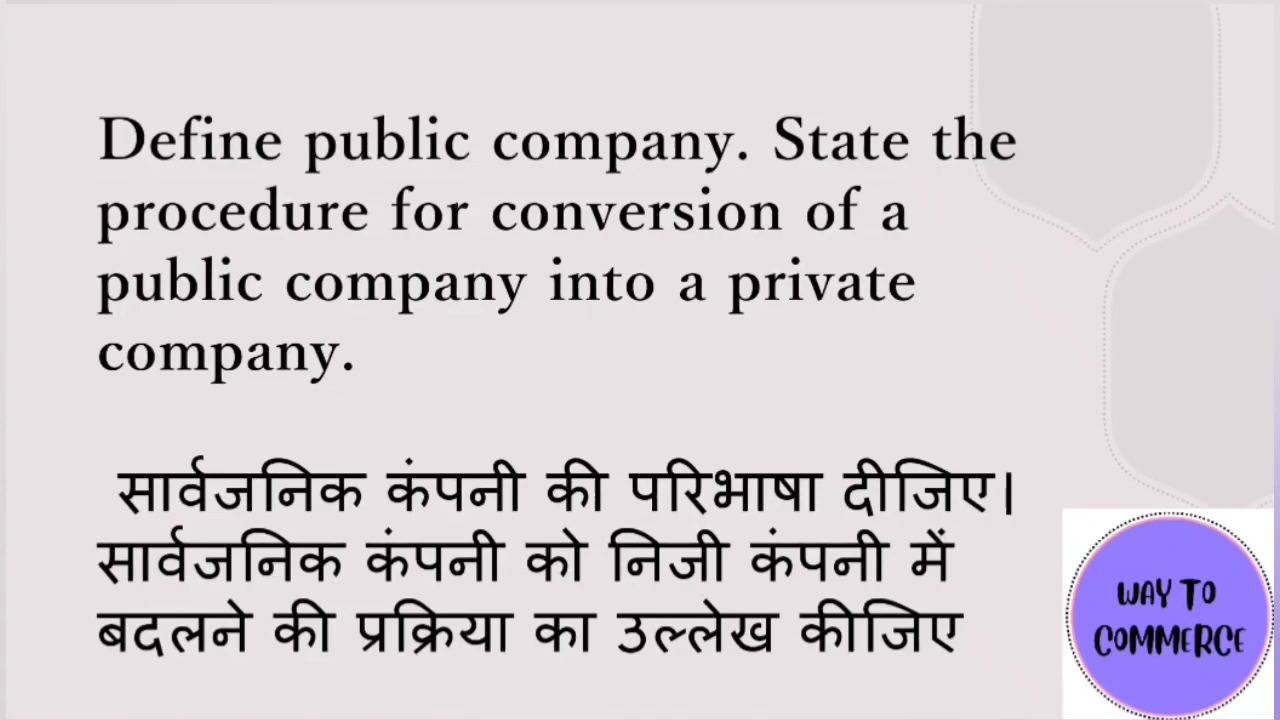 Define public company. State the
procedure for conversion of a
public company into a private
company.
सार्वजनिक कंपनी की परिभाषा दीजिए।
सार्वजनिक कंपनी को निजी कंपनी में
बदलने की प्रक्रिया का उल्लेख कीजिए
WAY TO
COMMERCE